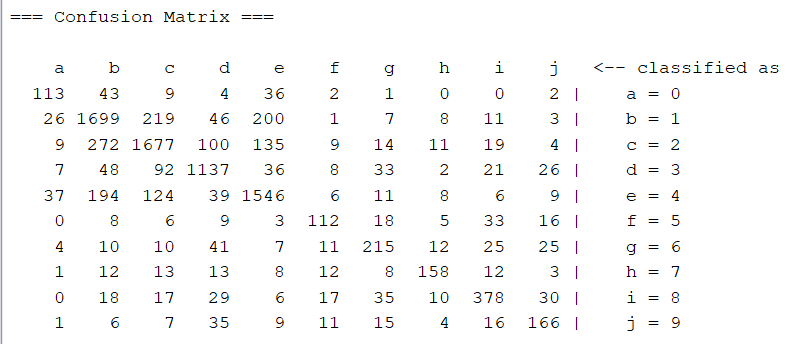 === Confusion Matrix ===
a b c d e f g h i j <-- classified as
113 43 9 4 36 2 1 0 0 2 | a = 0
26 1699 219 46 200 1 7 8 11 3 | b = 1
9 272 1677 100 135 9 14 11 19 4 | c = 2
7 48 92 1137 36 8 33 2 21 26 | d = 3
37 194 124 39 1546 6 11 8 6 9 | e = 4
0 8 6 9 3 112 18 5 33 16 | f = 5
4 10 10 41 7 11 215 12 25 25 | g = 6
1 12 13 13 8 12 8 158 12 3 | h = 7
0 18 17 29 6 17 35 10 378 30 | i = 8
1 6 7 35 9 11 15 4 16 166 | j = 9